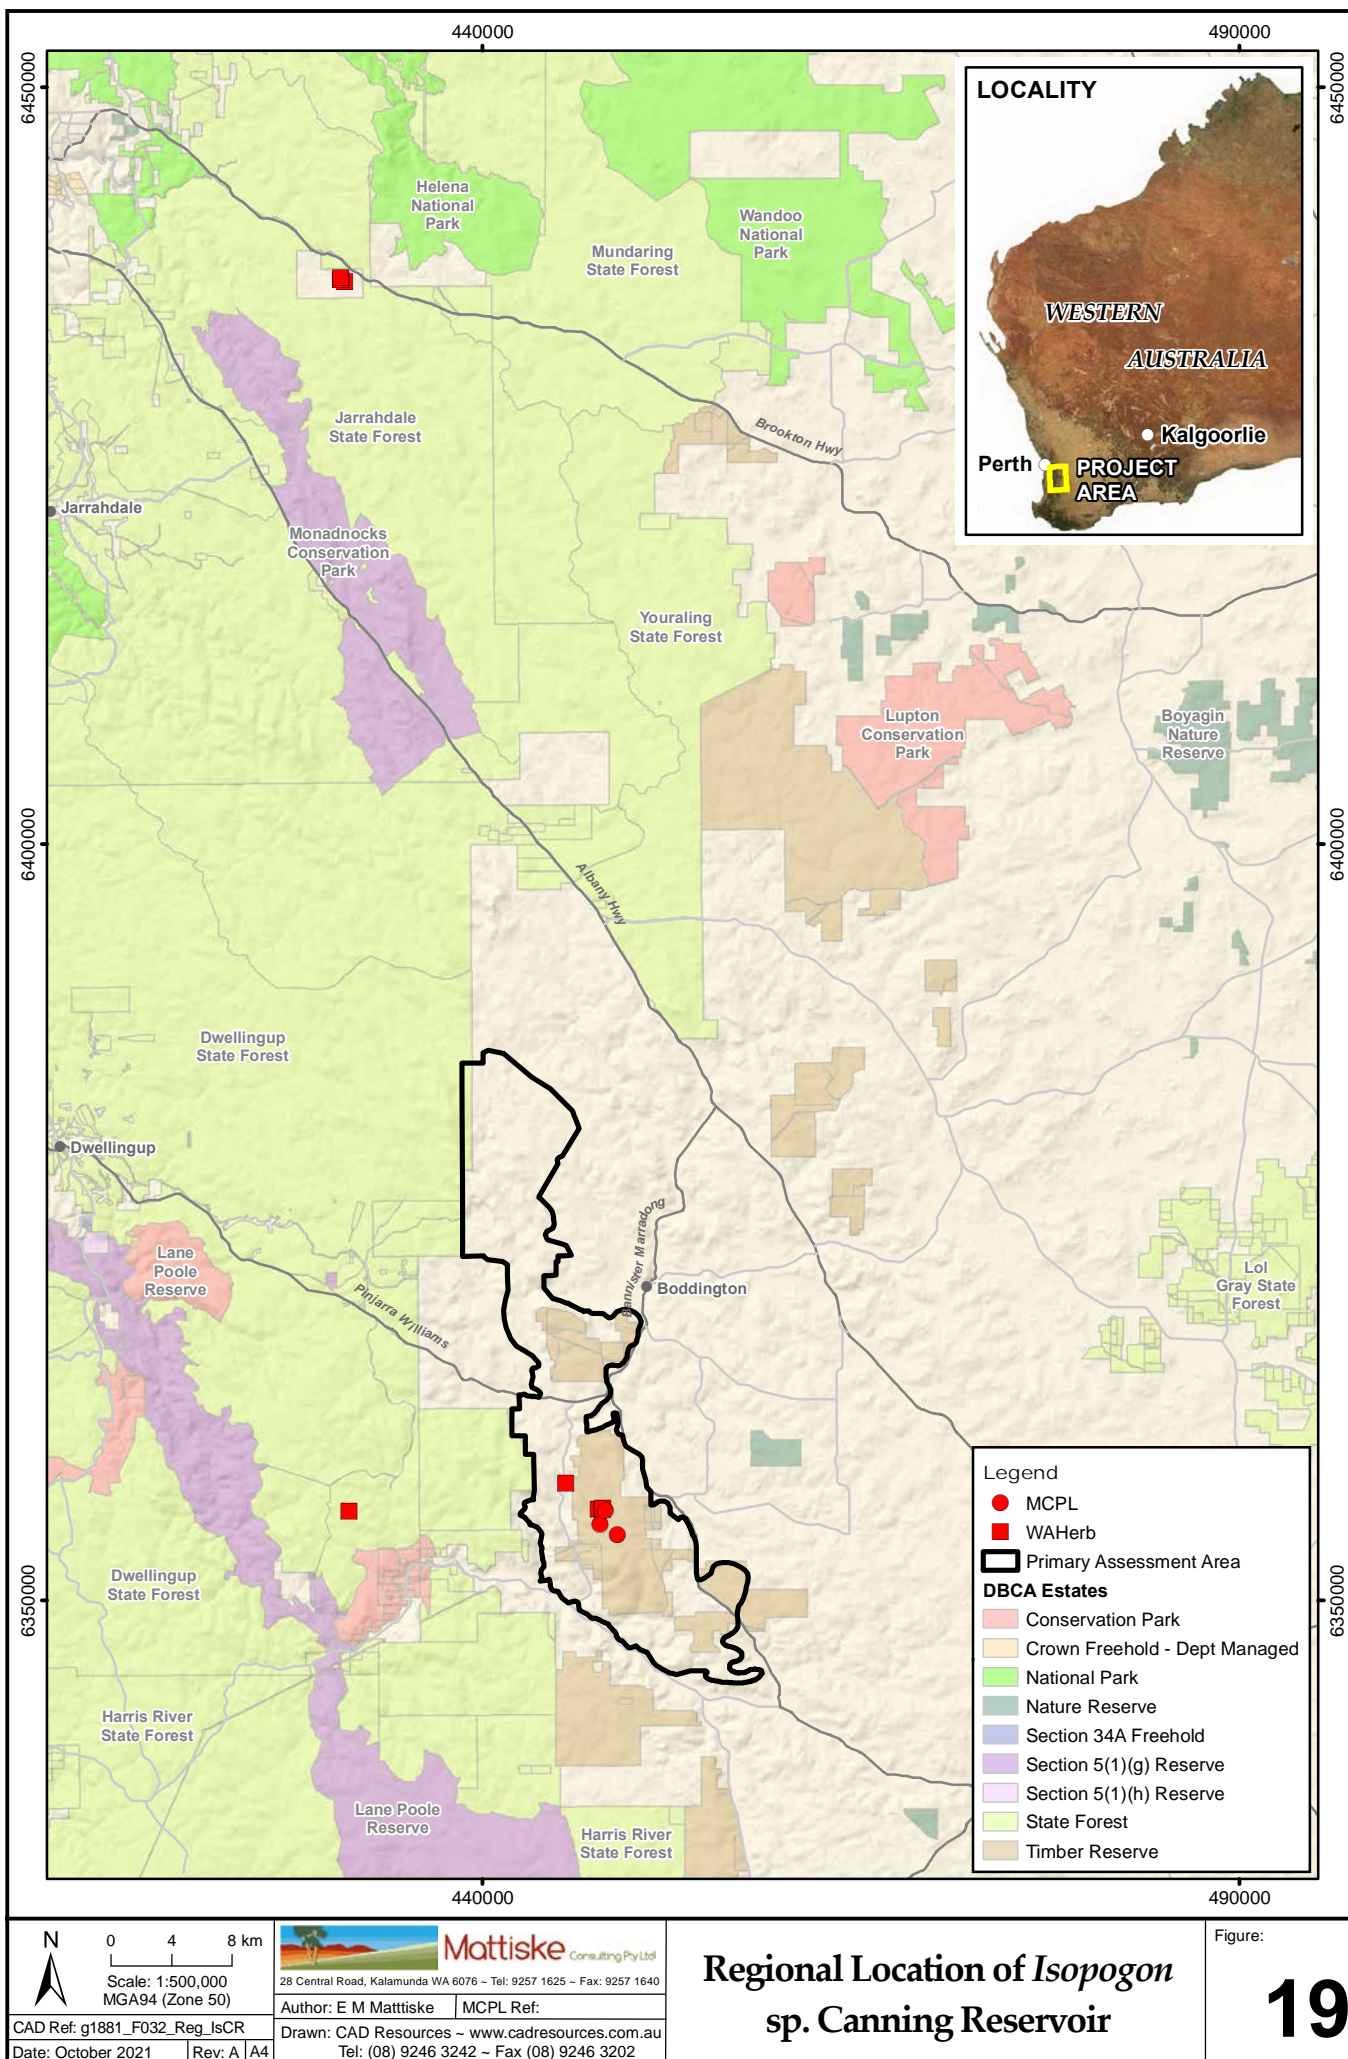 440000
490000
6450000
6450000
LOCALITY
WESTERN
AUSTRALIA
Kalgoorlie
Perth
PROJECT
AREA
Helena
National
Park
Wandoo
National
Park
Mundaring
State Forest
Jarrahdale
State Forest
Brookton Hwy
Jarrahdale
Monadnocks
Conservation
Park
Youraling
State Forest
Lupton
Conservation
Park
Boyagin
Nature
Reserve
6400000
6400000
Albany Hwy
Dwellingup
State Forest
Dwellingup
Lane
Poole
Reserve
Bannister Marradong
Boddington
Pinjarra Williams
Lol
Gray State
Forest
Dwellingup
State Forest
6350000
6350000
Harris River
State Forest
Lane Poole
Reserve
Harris River
State Forest
Legend
MCPL
WAHerb
Primary Assessment Area
DBCA Estates
Conservation Park
Crown Freehold - Dept Managed
National Park
Nature Reserve
Section 34A Freehold
Section 5(1)(g) Reserve
Section 5(1)(h) Reserve
State Forest
Timber Reserve
440000
490000
N
0 4 8 km
Scale: 1:500,000
MGA94 (Zone 50)
CAD Ref: g1881_F032_Reg_IsCR
Date: October 2021 Rev: A A4
Mattiske Consulting Pty Ltd
28 Central Road, Kalamunda WA 6076 ~ Tel: 9257 1625 ~ Fax: 9257 1640
Author: E M Matttiske MCPL Ref:
Drawn: CAD Resources ~ www.cadresources.com.au
Tel: (08) 9246 3242 ~ Fax (08) 9246 3202
Regional Location of Isopogon
sp. Canning Reservoir
Figure:
19